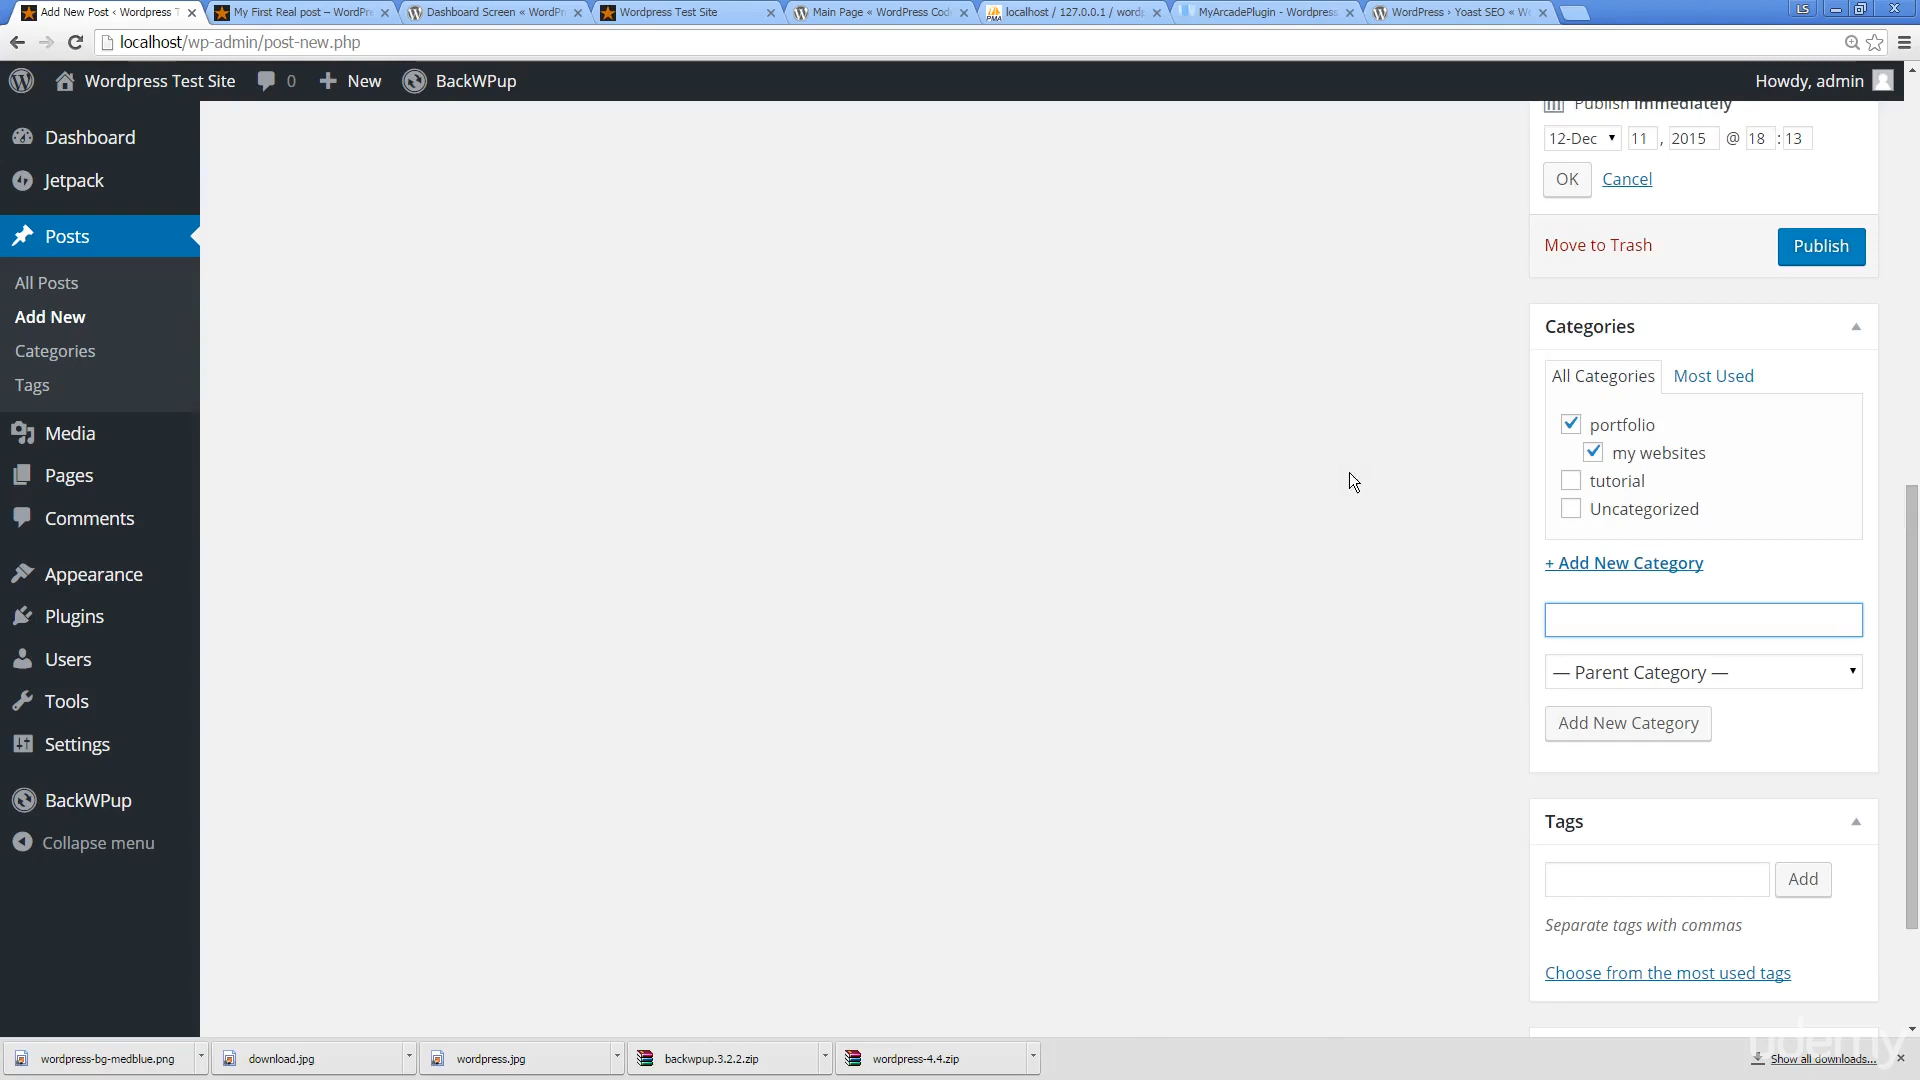 Add New Post ‹ Wordpress T
My First Real post – WordPre
Dashboard Screen « WordPr
Wordpress Test Site
Main Page « WordPress Cod
localhost / 127.0.0.1 / wordp
MyArcadePlugin - Wordpress
WordPress › Yoast SEO « Wo
LS
localhost/wp-admin/post-new.php
Wordpress Test Site
0
New
BackWPup
Howdy, admin
Dashboard
Jetpack
Posts
All Posts
Add New
Categories
Tags
Media
Pages
Comments
Appearance
Plugins
Users
Tools
Settings
BackWPup
Collapse menu
Publish immediately
12-Dec 11 , 2015 @ 18 : 13
OK Cancel
Move to Trash Publish
Categories
All Categories Most Used
portfolio
my websites
tutorial
Uncategorized
+ Add New Category
— Parent Category —
Add New Category
Tags
Add
Separate tags with commas
Choose from the most used tags
udemy
wordpress-bg-medblue.png
download.jpg
wordpress.jpg
backwpup.3.2.2.zip
wordpress-4.4.zip
Show all downloads...